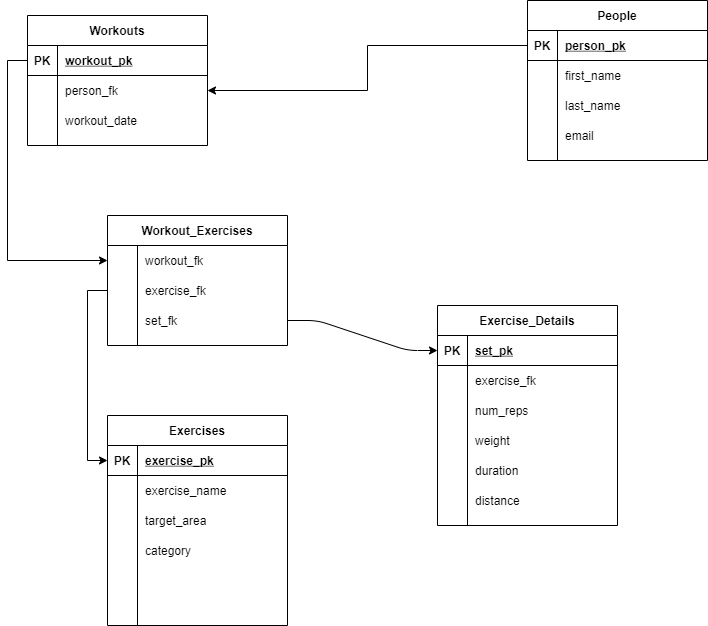 Workouts
PK workout_pk
person_fk
workout_date
People
PK person_pk
first_name
last_name
email
Workout_Exercises
workout_fk
exercise_fk
set_fk
Exercise_Details
PK set_pk
exercise_fk
num_reps
weight
duration
distance
Exercises
PK exercise_pk
exercise_name
target_area
category